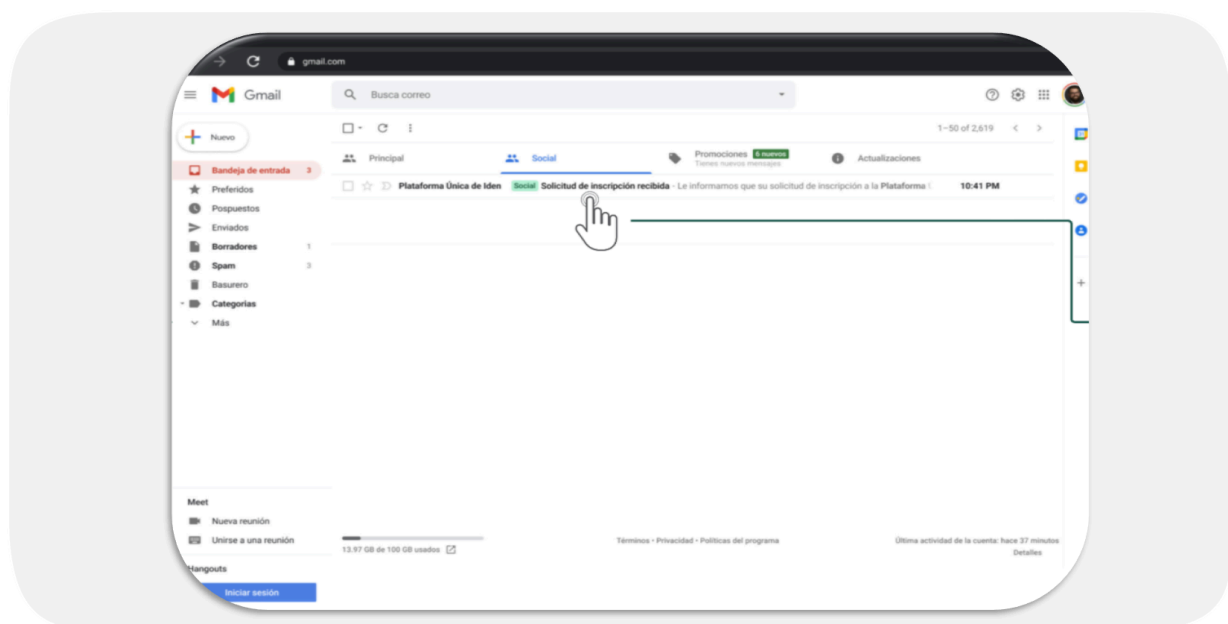 gmail.com
Gmail
Busca correo
Nuevo
1-50 of 2,619
Principal
Social
Promociones 6 nuevos
Tienes nuevos mensajes
Actualizaciones
Bandeja de entrada 3
Plataforma Única de Iden Social Solicitud de inscripción recibida - Le informamos que su solicitud de inscripción a la Plataforma 10:41 PM
Preferidos
Pospuestos
Enviados
Borradores 1
Spam 3
Basurero
Categorias
Más
Meet
Nueva reunión
Unirse a una reunión
Hangouts
Iniciar sesión
13.97 GB de 100 GB usados
Términos • Privacidad • Políticas del programa
Última actividad de la cuenta: hace 37 minutos
Detalles